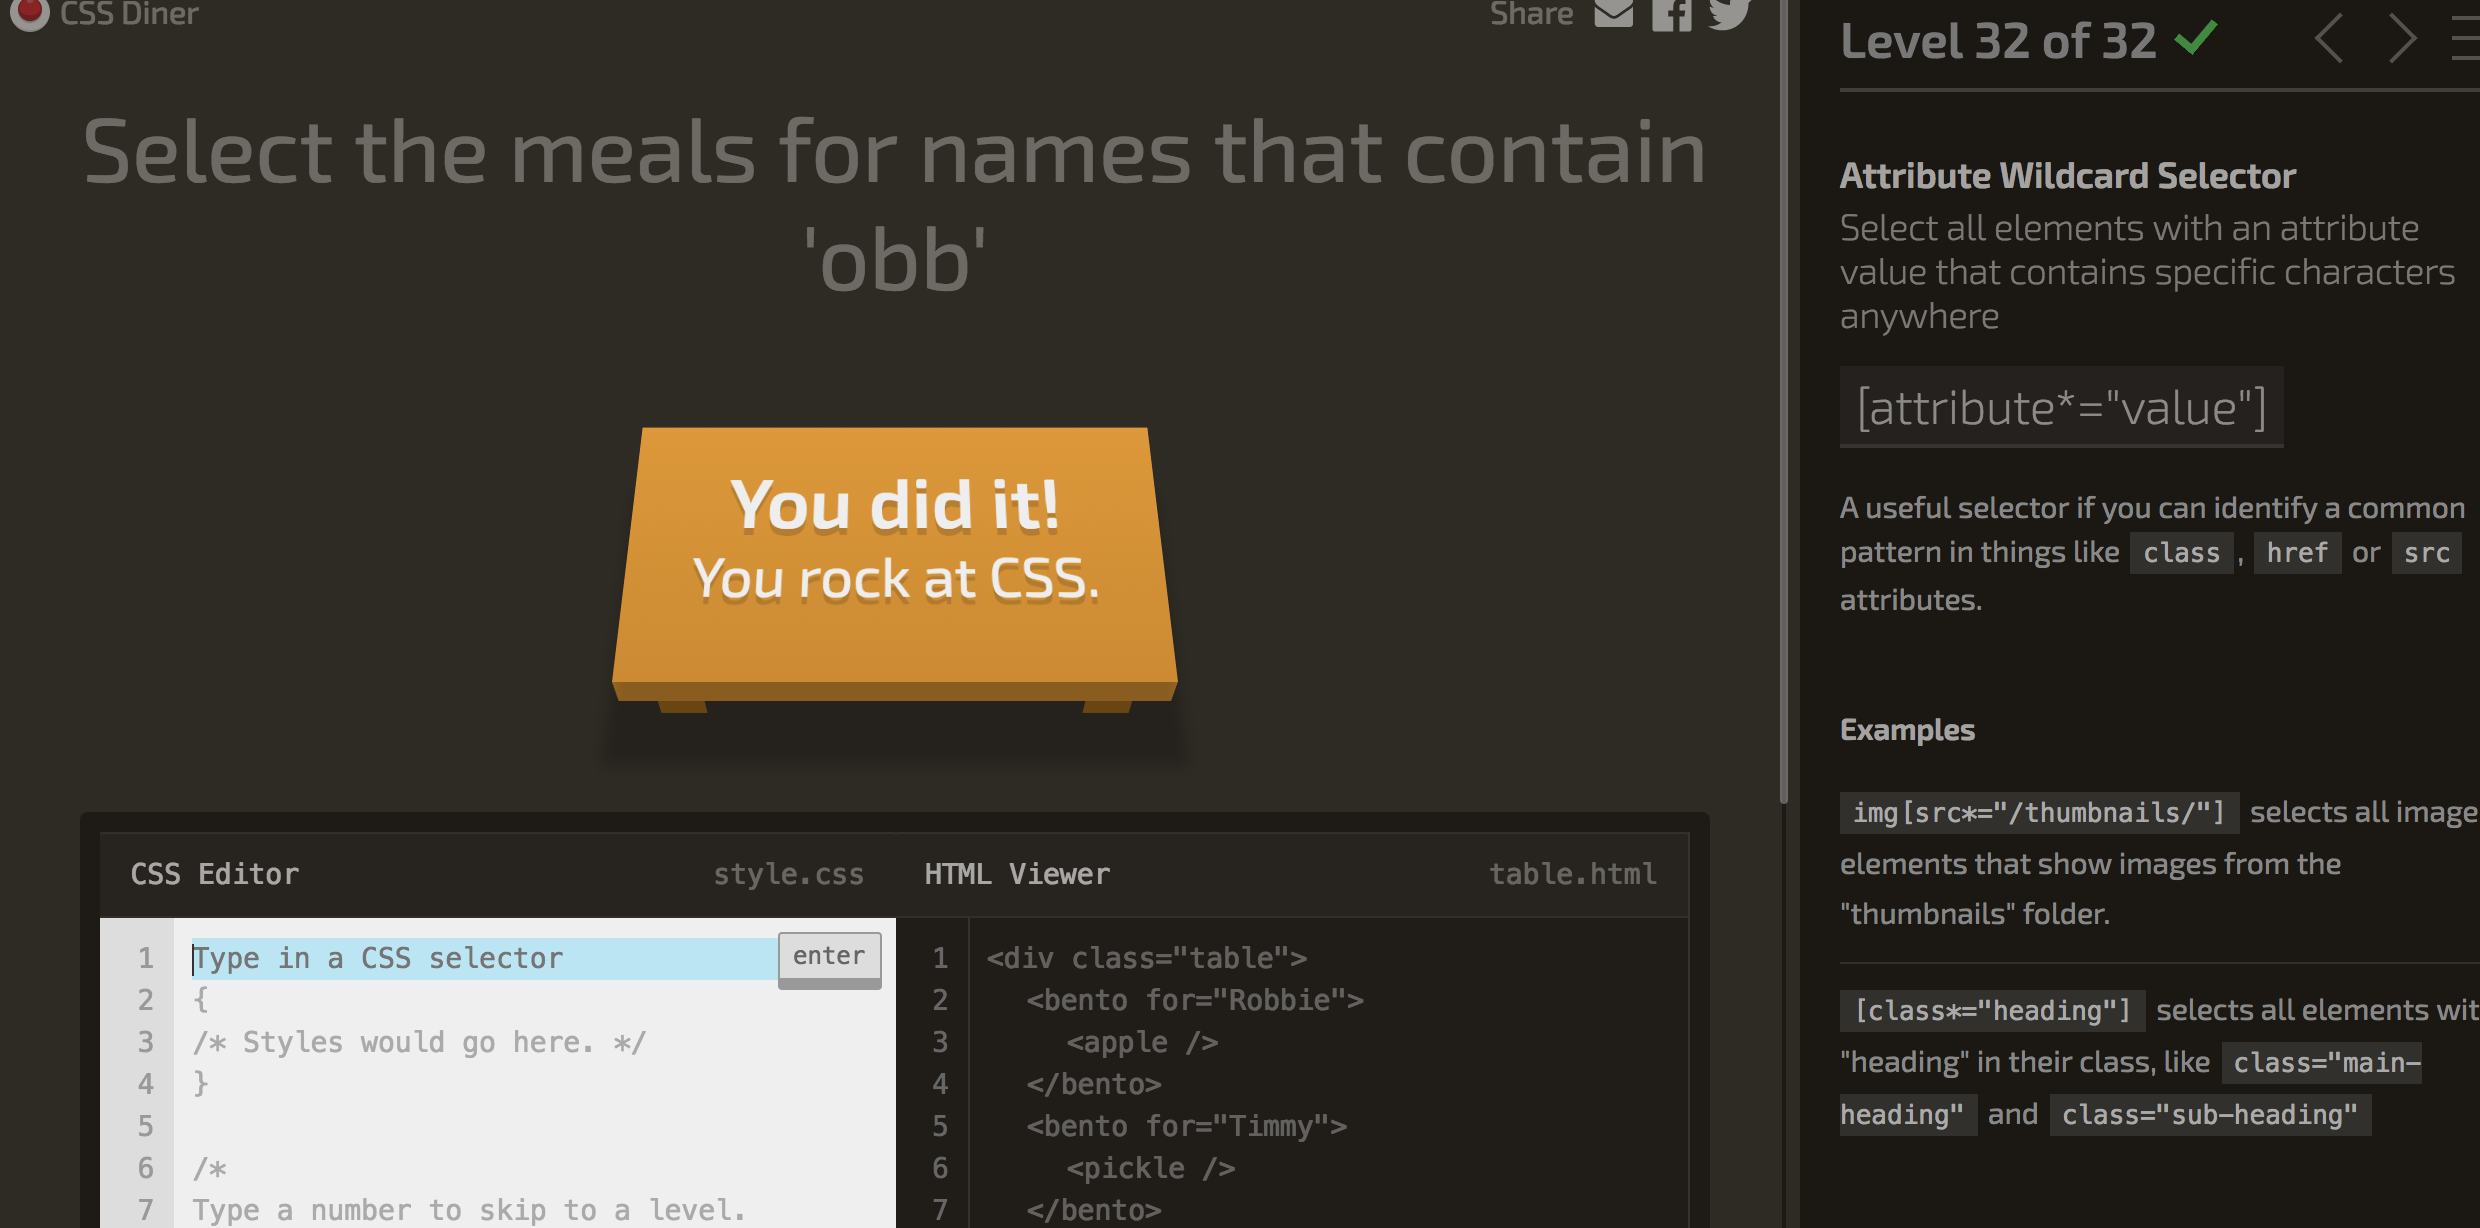 CSS Diner
Share
Select the meals for names that contain
'obb'
You did it!
You rock at CSS.
CSS Editor
style.css
HTML Viewer
table.html
1
2
3
4
5
6
7
Type in a CSS selector
enter
{
/* Styles would go here. */
}
/*
Type a number to skip to a level.
1
2
3
4
5
6
7
<div class="table">
<bento for="Robbie">
<apple />
</bento>
<bento for="Timmy">
<pickle />
</bento>
Level 32 of 32
Attribute Wildcard Selector
Select all elements with an attribute
value that contains specific characters
anywhere
[attribute*="value"]
A useful selector if you can identify a common
pattern in things like class, href or src
attributes.
Examples
img[src*="/thumbnails/"] selects all image
elements that show images from the
"thumbnails" folder.
[class*="heading"] selects all elements wit
"heading" in their class, like class="main-
heading" and class="sub-heading"